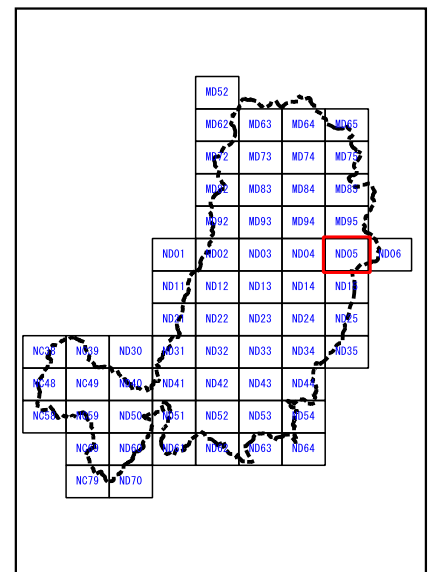 MD52
MD62 MD63 MD64 MD65
MD72 MD73 MD74 MD75
MD82 MD83 MD84 MD85
MD92 MD93 MD94 MD95
ND01 ND02 ND03 ND04 ND05 ND06
ND11 ND12 ND13 ND14 ND15
ND21 ND22 ND23 ND24 ND25
NC38 NC39 ND30 ND31 ND32 ND33 ND34 ND35
NC48 NC49 ND40 ND41 ND42 ND43 ND44
NC58 NC59 ND50 ND51 ND52 ND53 ND54
NC69 ND60 ND61 ND62 ND63 ND64
NC79 ND70